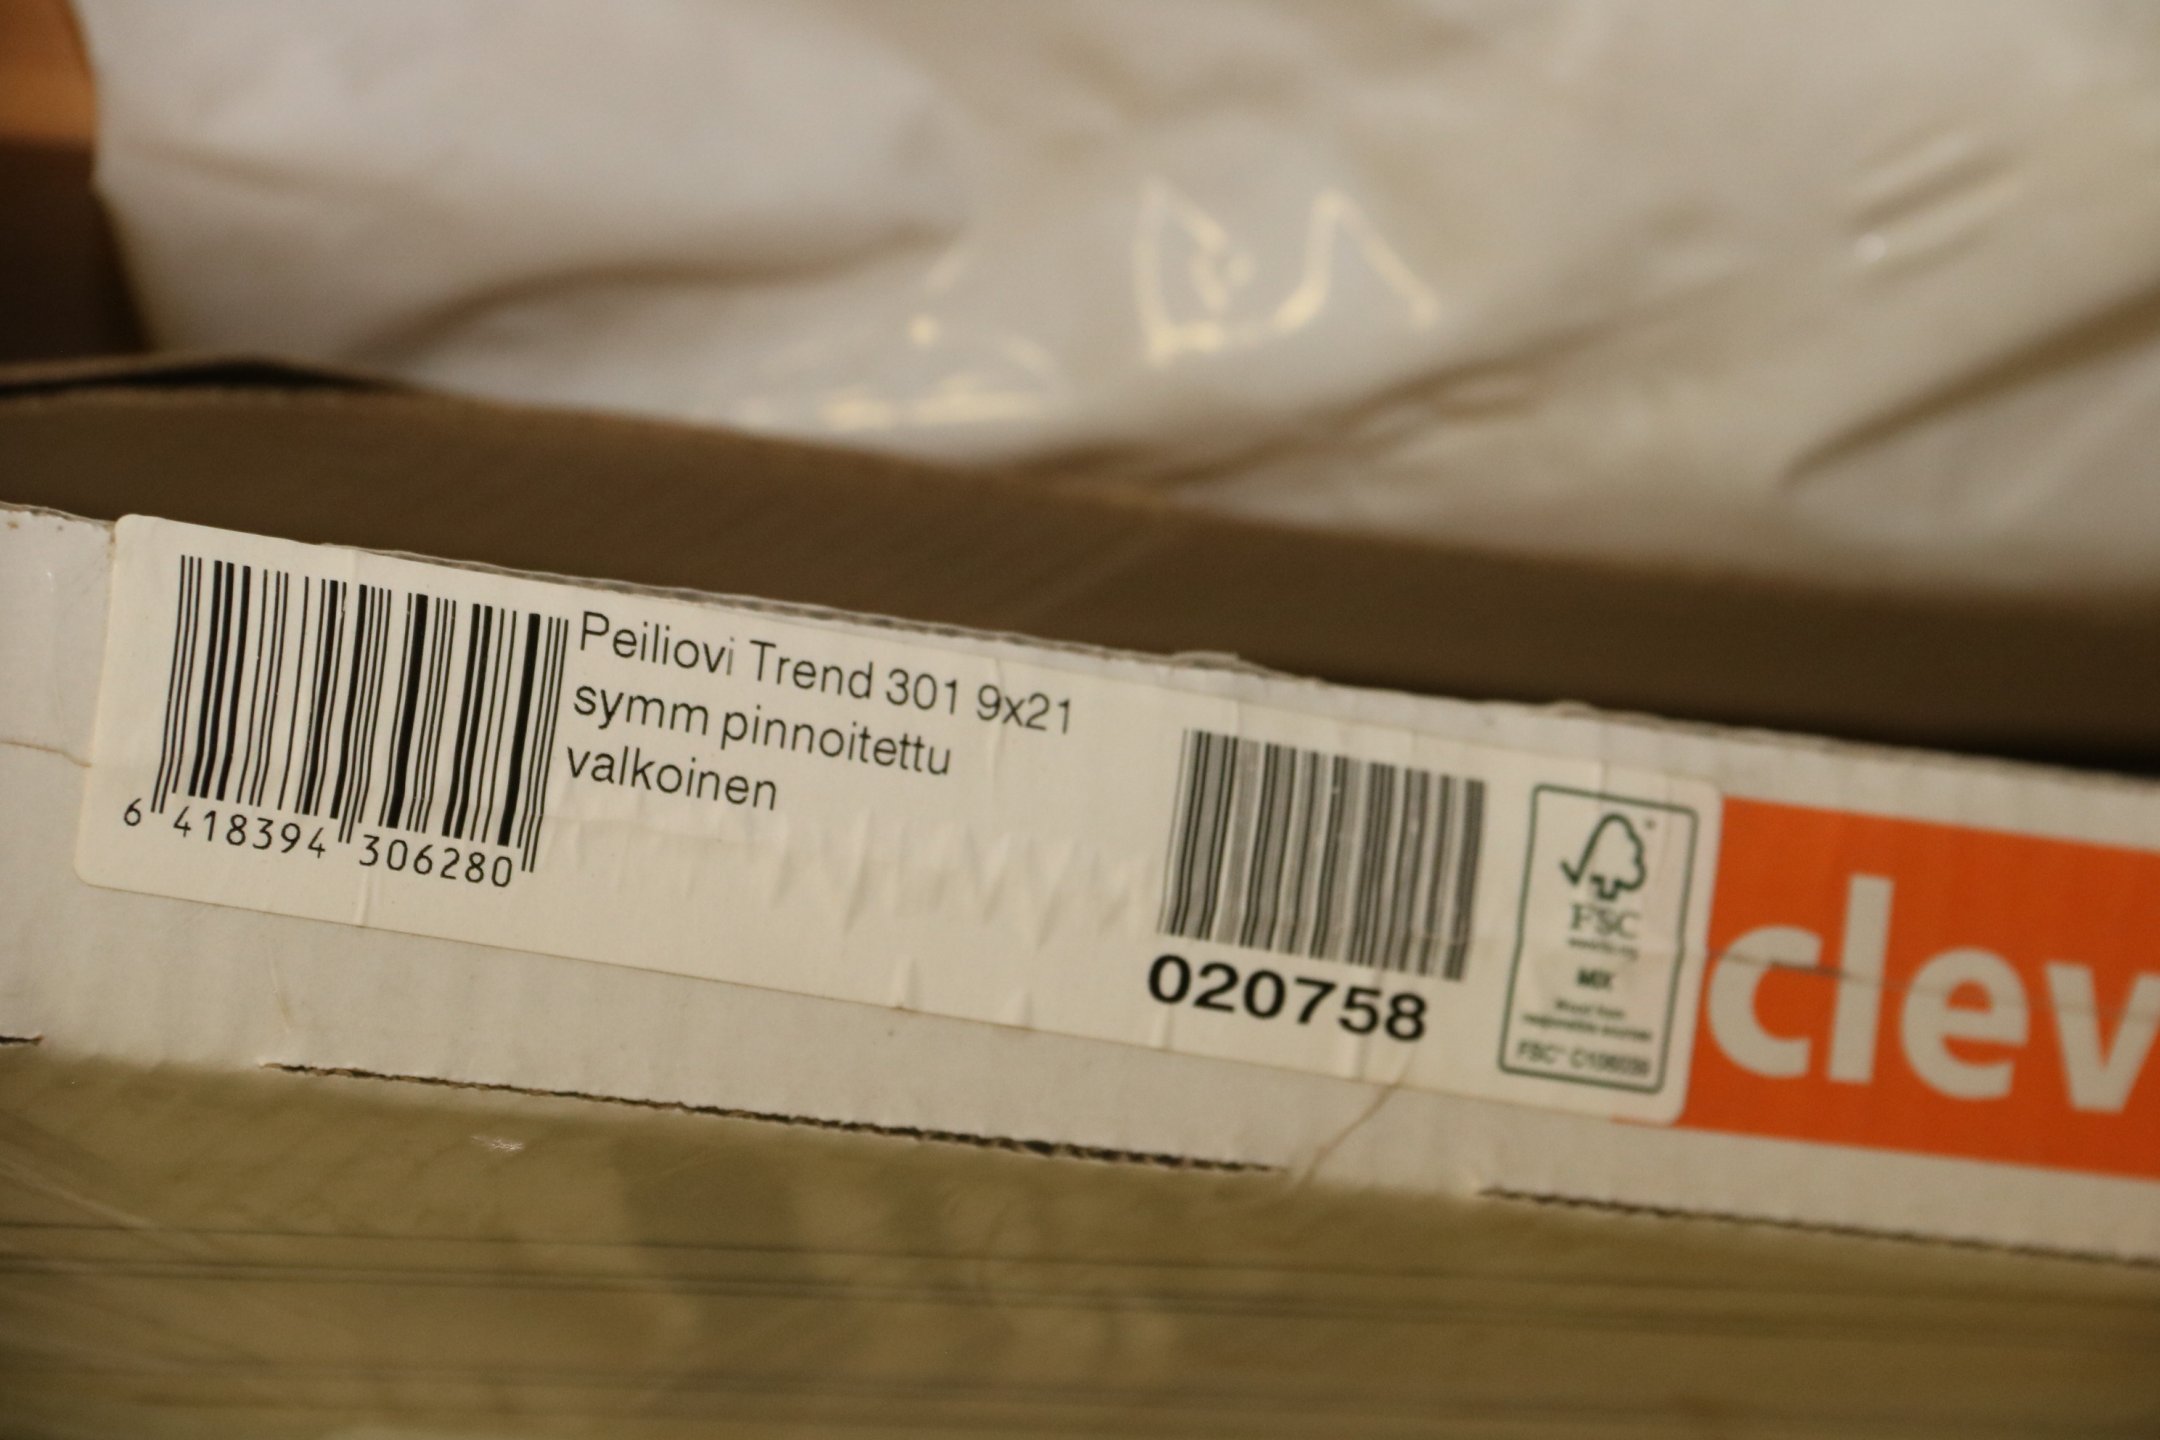 Peiliovi Trend 301 9x21
symm pinnoitettu
valkoinen
6 418394 306280
020758
FSC
MIX
clev